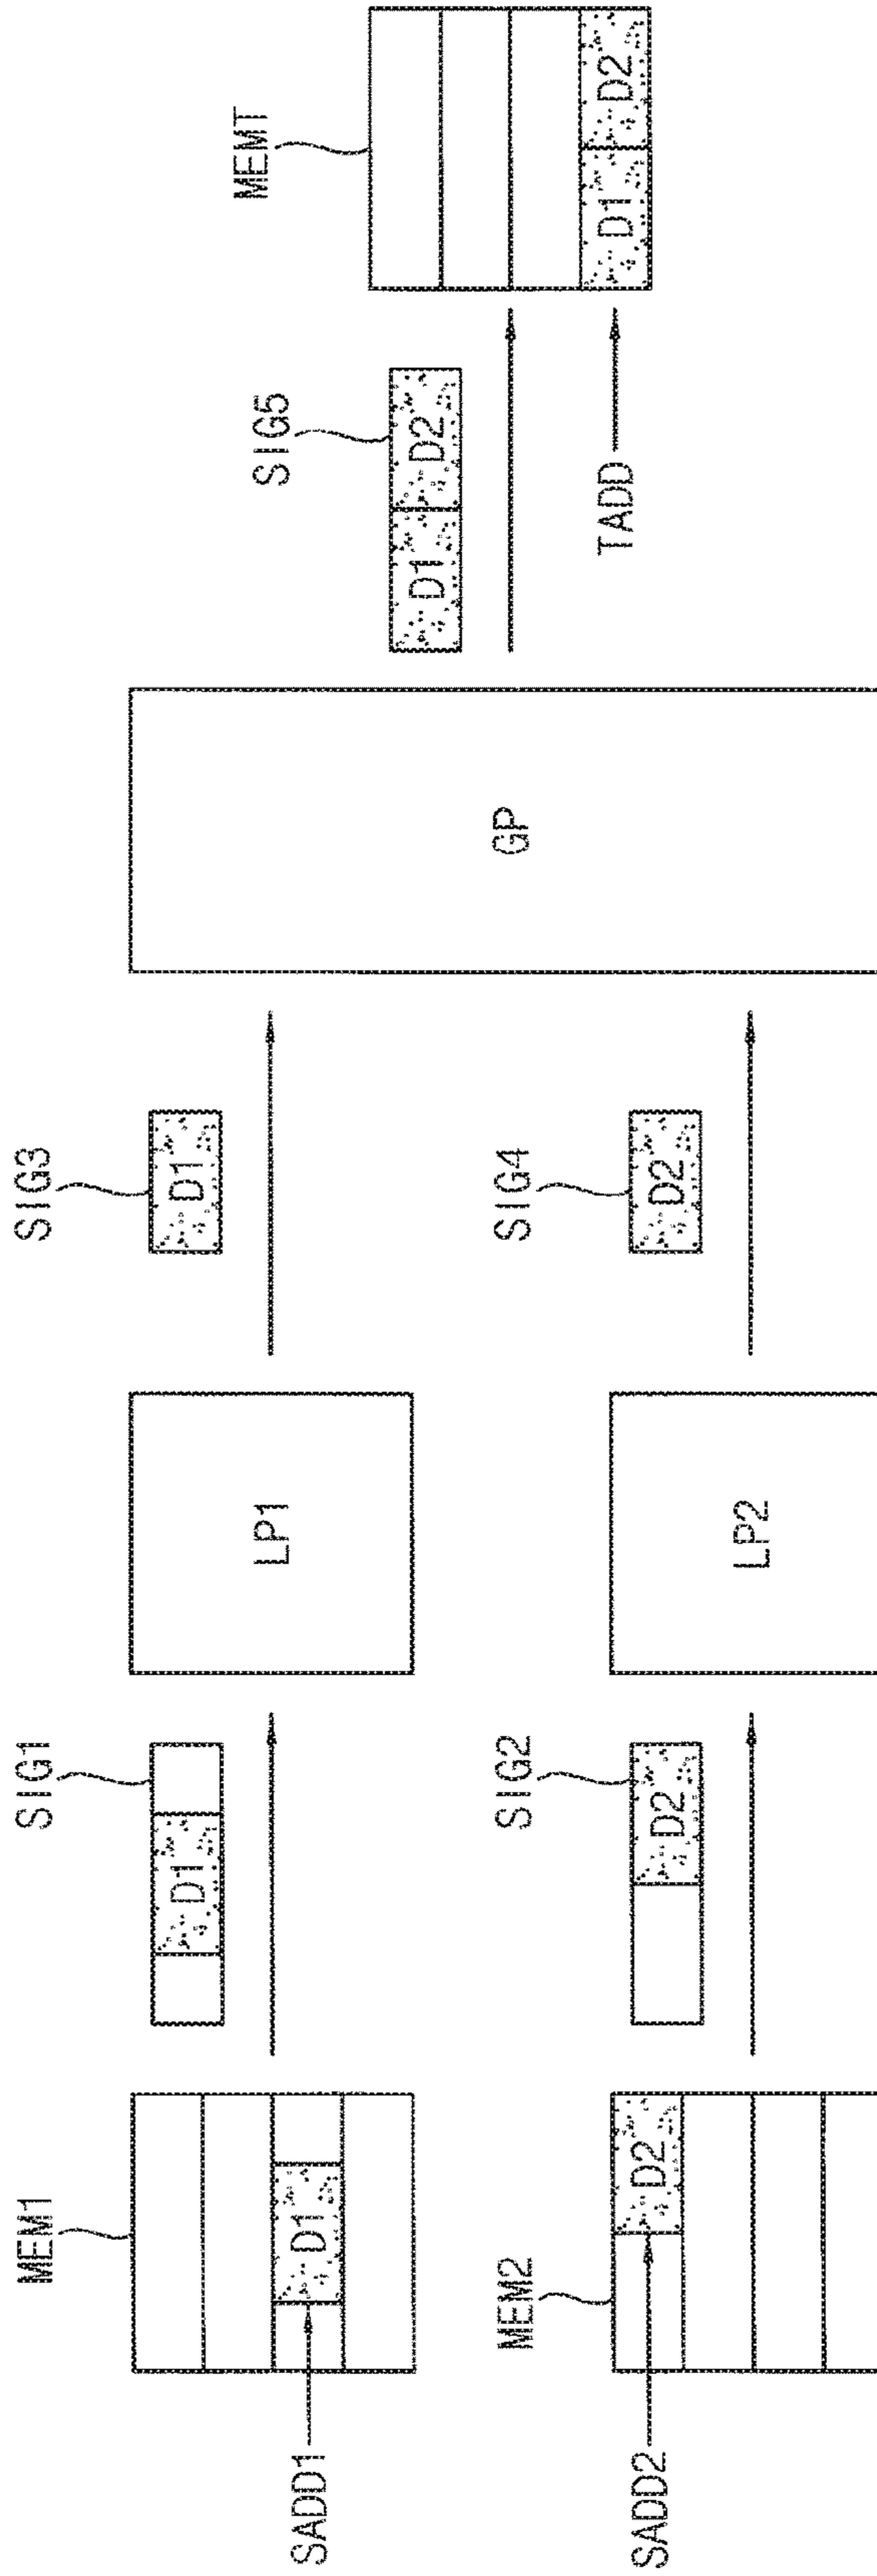 MEM1
SIG1
SIG3
D1
D1
MEMT
LP1
SIG5
SADD1
D1
D1 D2
MEM2
SIG2
SIG4
GP
TADD
D1 D2
SADD2
D2
D2
D2
LP2